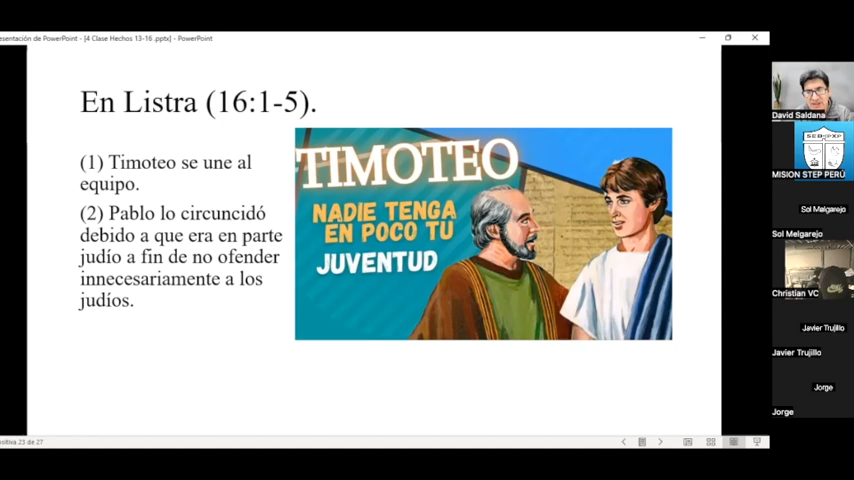 esentación de PowerPoint - [4 Clase Hechos 13-16 .pptx] - PowerPoint
En Listra (16:1-5).
(1) Timoteo se une al
equipo.
(2) Pablo lo circuncidó
debido a que era en parte
judío a fin de no ofender
innecesariamente a los
judíos.
TIMOTEO
NADIE TENGA
EN POCO TU
JUVENTUD
David Saldana
MISION STEP PERÚ
Sol Malgarejo
Sol Melgarejo
Christian VC
Javier Trujillo
Javier Trujillo
Jorge
Jorge
ositiva 23 de 27